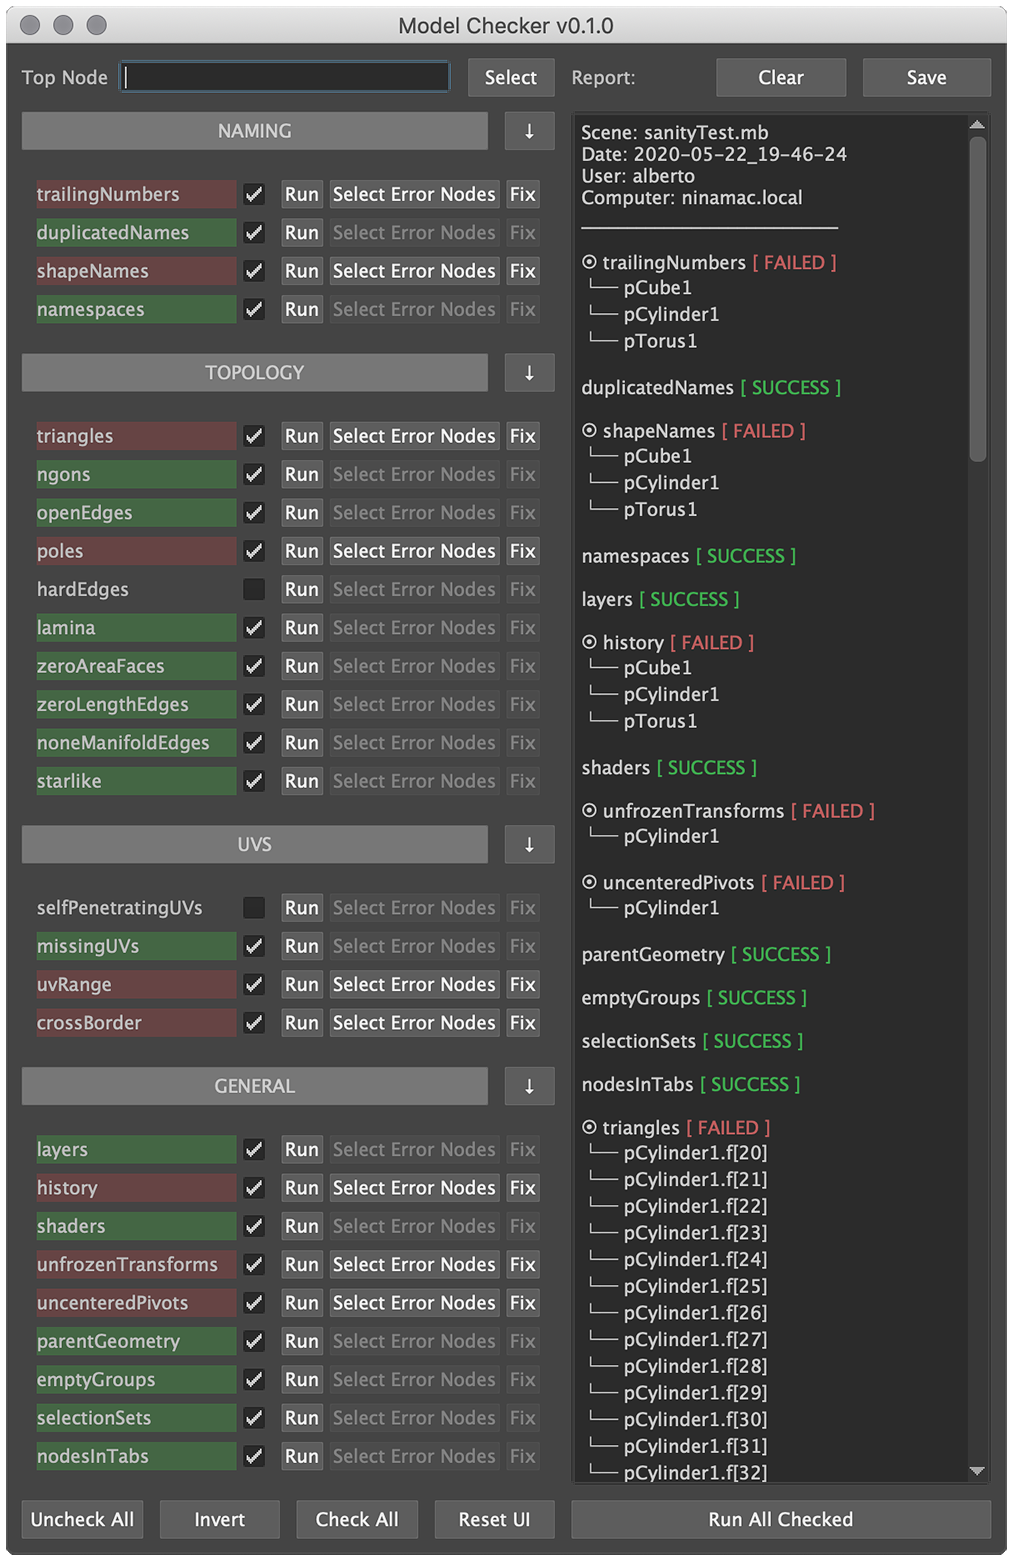 Model Checker v0.1.0
Top Node
Select
Report:
Clear
Save
NAMING
↓
trailingNumbers Run Select Error Nodes Fix
duplicatedNames Run Select Error Nodes Fix
shapeNames Run Select Error Nodes Fix
namespaces Run Select Error Nodes Fix
TOPOLOGY
↓
triangles Run Select Error Nodes Fix
ngons Run Select Error Nodes Fix
openEdges Run Select Error Nodes Fix
poles Run Select Error Nodes Fix
hardEdges Run Select Error Nodes Fix
lamina Run Select Error Nodes Fix
zeroAreaFaces Run Select Error Nodes Fix
zeroLengthEdges Run Select Error Nodes Fix
noneManifoldEdges Run Select Error Nodes Fix
starlike Run Select Error Nodes Fix
UVS
↓
selfPenetratingUVs Run Select Error Nodes Fix
missingUVs Run Select Error Nodes Fix
uvRange Run Select Error Nodes Fix
crossBorder Run Select Error Nodes Fix
GENERAL
↓
layers Run Select Error Nodes Fix
history Run Select Error Nodes Fix
shaders Run Select Error Nodes Fix
unfrozenTransforms Run Select Error Nodes Fix
uncenteredPivots Run Select Error Nodes Fix
parentGeometry Run Select Error Nodes Fix
emptyGroups Run Select Error Nodes Fix
selectionSets Run Select Error Nodes Fix
nodesInTabs Run Select Error Nodes Fix
Uncheck All
Invert
Check All
Reset UI
Scene: sanityTest.mb
Date: 2020-05-22_19-46-24
User: alberto
Computer: ninamac.local
trailingNumbers [ FAILED ]
pCube1
pCylinder1
pTorus1
duplicatedNames [ SUCCESS ]
shapeNames [ FAILED ]
pCube1
pCylinder1
pTorus1
namespaces [ SUCCESS ]
layers [ SUCCESS ]
history [ FAILED ]
pCube1
pCylinder1
pTorus1
shaders [ SUCCESS ]
unfrozenTransforms [ FAILED ]
pCylinder1
uncenteredPivots [ FAILED ]
pCylinder1
parentGeometry [ SUCCESS ]
emptyGroups [ SUCCESS ]
selectionSets [ SUCCESS ]
nodesInTabs [ SUCCESS ]
triangles [ FAILED ]
pCylinder1.f[20]
pCylinder1.f[21]
pCylinder1.f[22]
pCylinder1.f[23]
pCylinder1.f[24]
pCylinder1.f[25]
pCylinder1.f[26]
pCylinder1.f[27]
pCylinder1.f[28]
pCylinder1.f[29]
pCylinder1.f[30]
pCylinder1.f[31]
pCylinder1.f[32]
Run All Checked